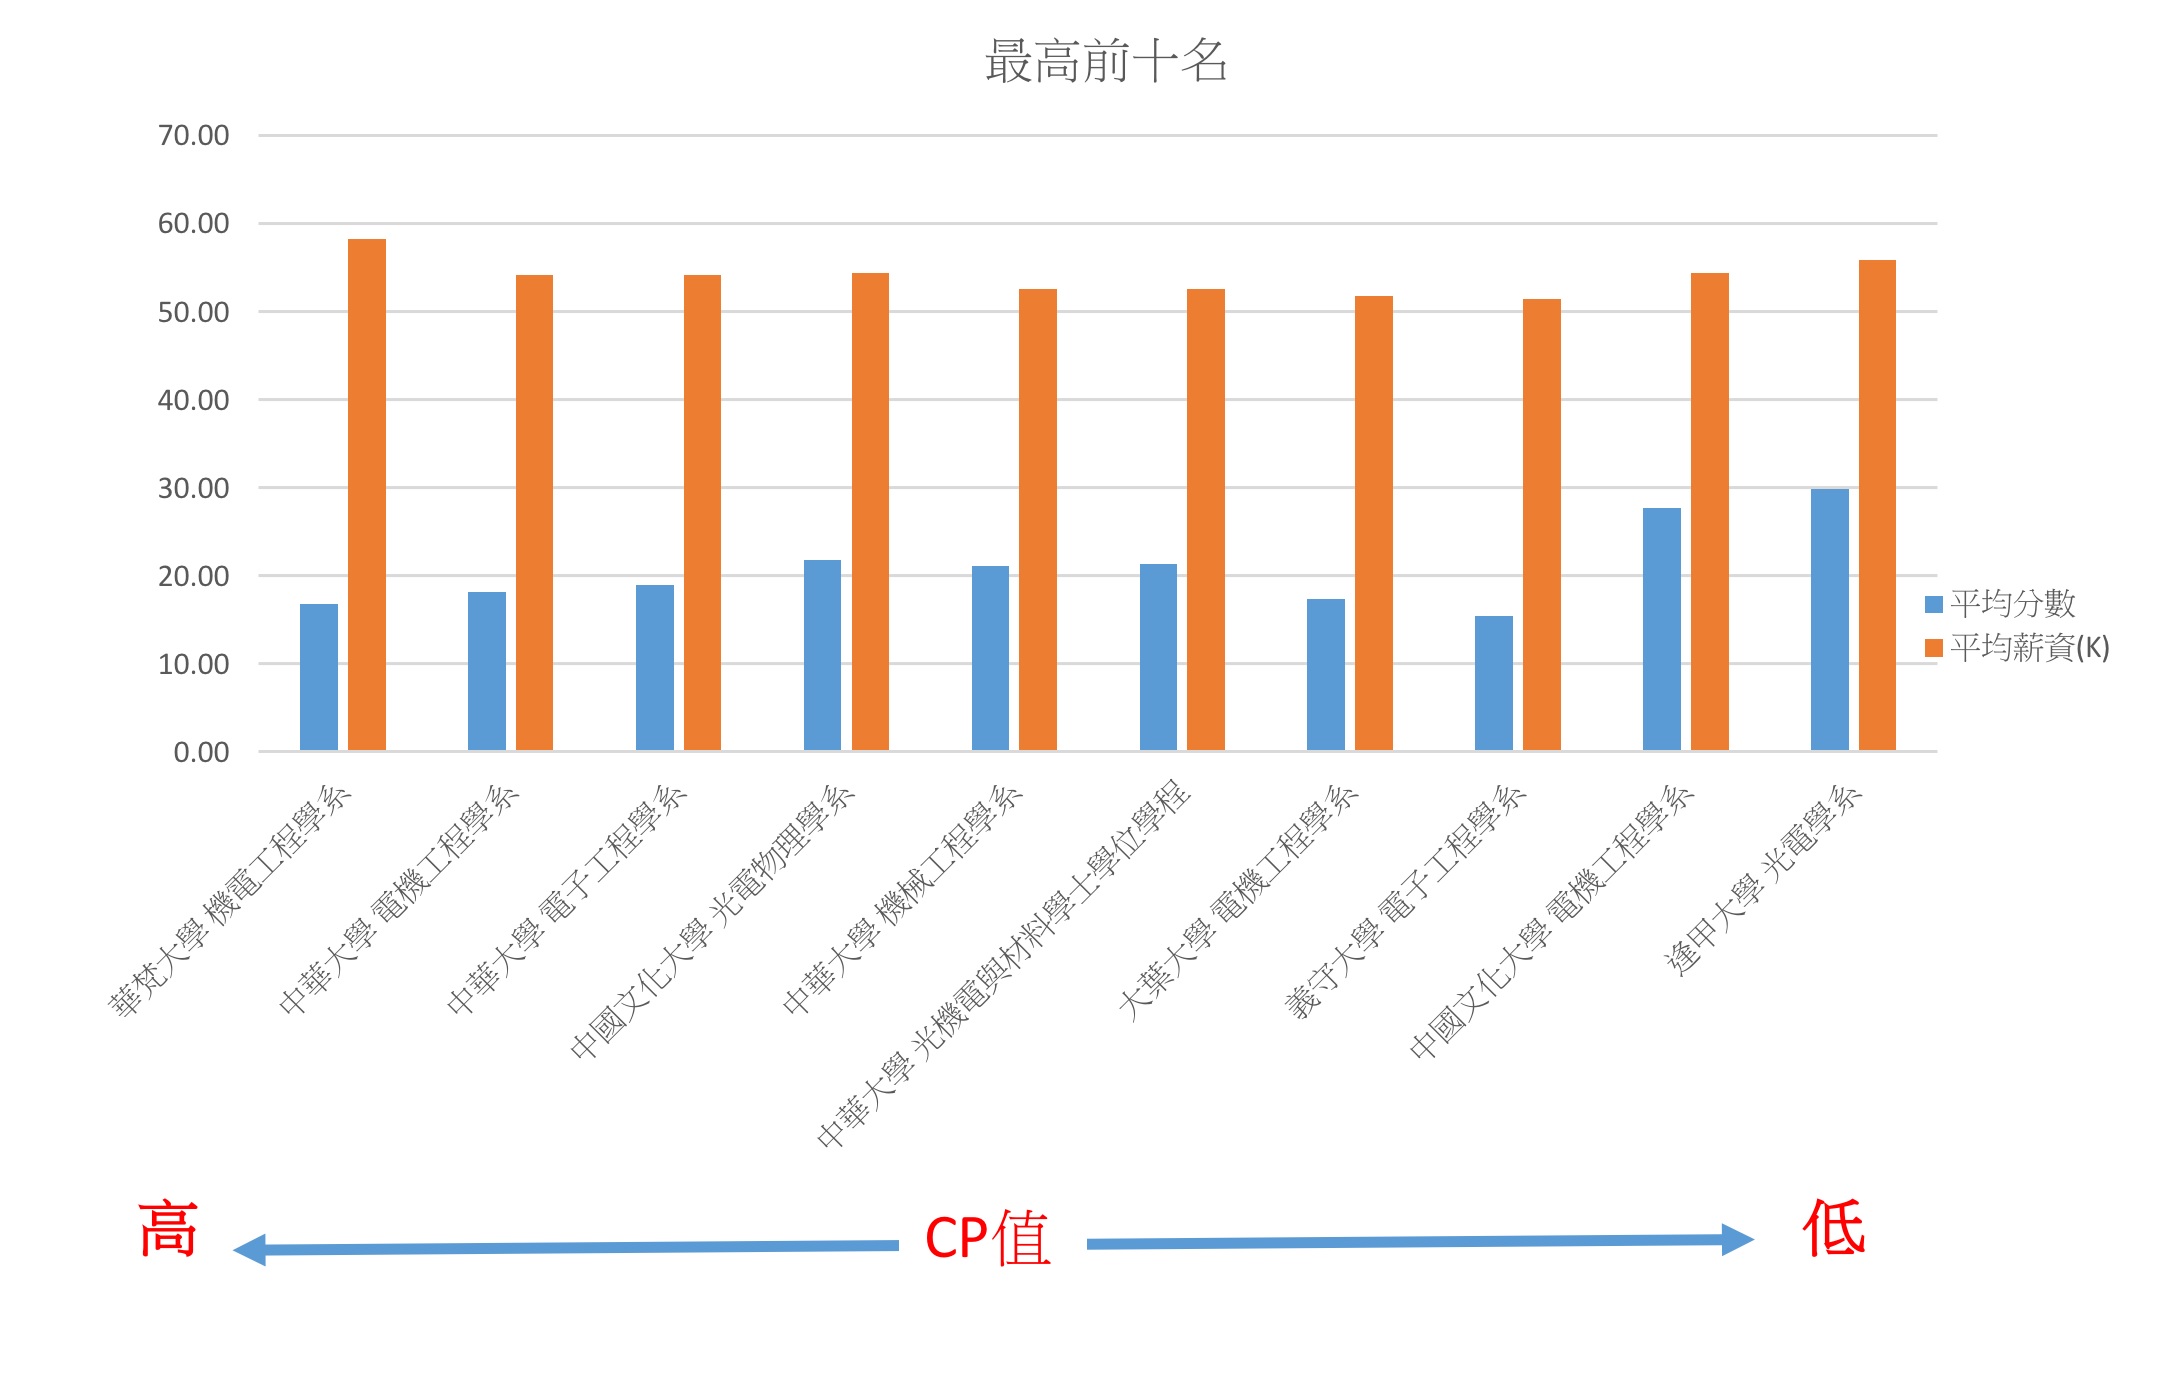 最高前十名
70.00
60.00
50.00
40.00
30.00
20.00
10.00
0.00
平均分數
平均薪資(K)
華梵大學 機電工程學系
中華大學 電機工程學系
中華大學 電子工程學系
中國文化大學 光電物理學系
中華大學 機械工程學系
中華大學 光機電與材料學士學位學程
大葉大學 電機工程學系
義守大學 電子工程學系
中國文化大學 電機工程學系
逢甲大學 光電學系
高
CP值
低